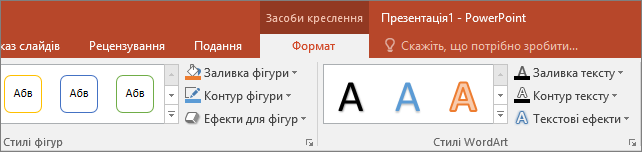 Засоби креслення Презентація1 - PowerPoint
каз слайдів Рецензування Подання Формат Скажіть, що потрібно зробити...
Абв Абв Абв Заливка фігури A A A Заливка тексту
Контур фігури Контур тексту
Ефекти для фігур Текстові ефекти
Стилі фігур Стилі WordArt